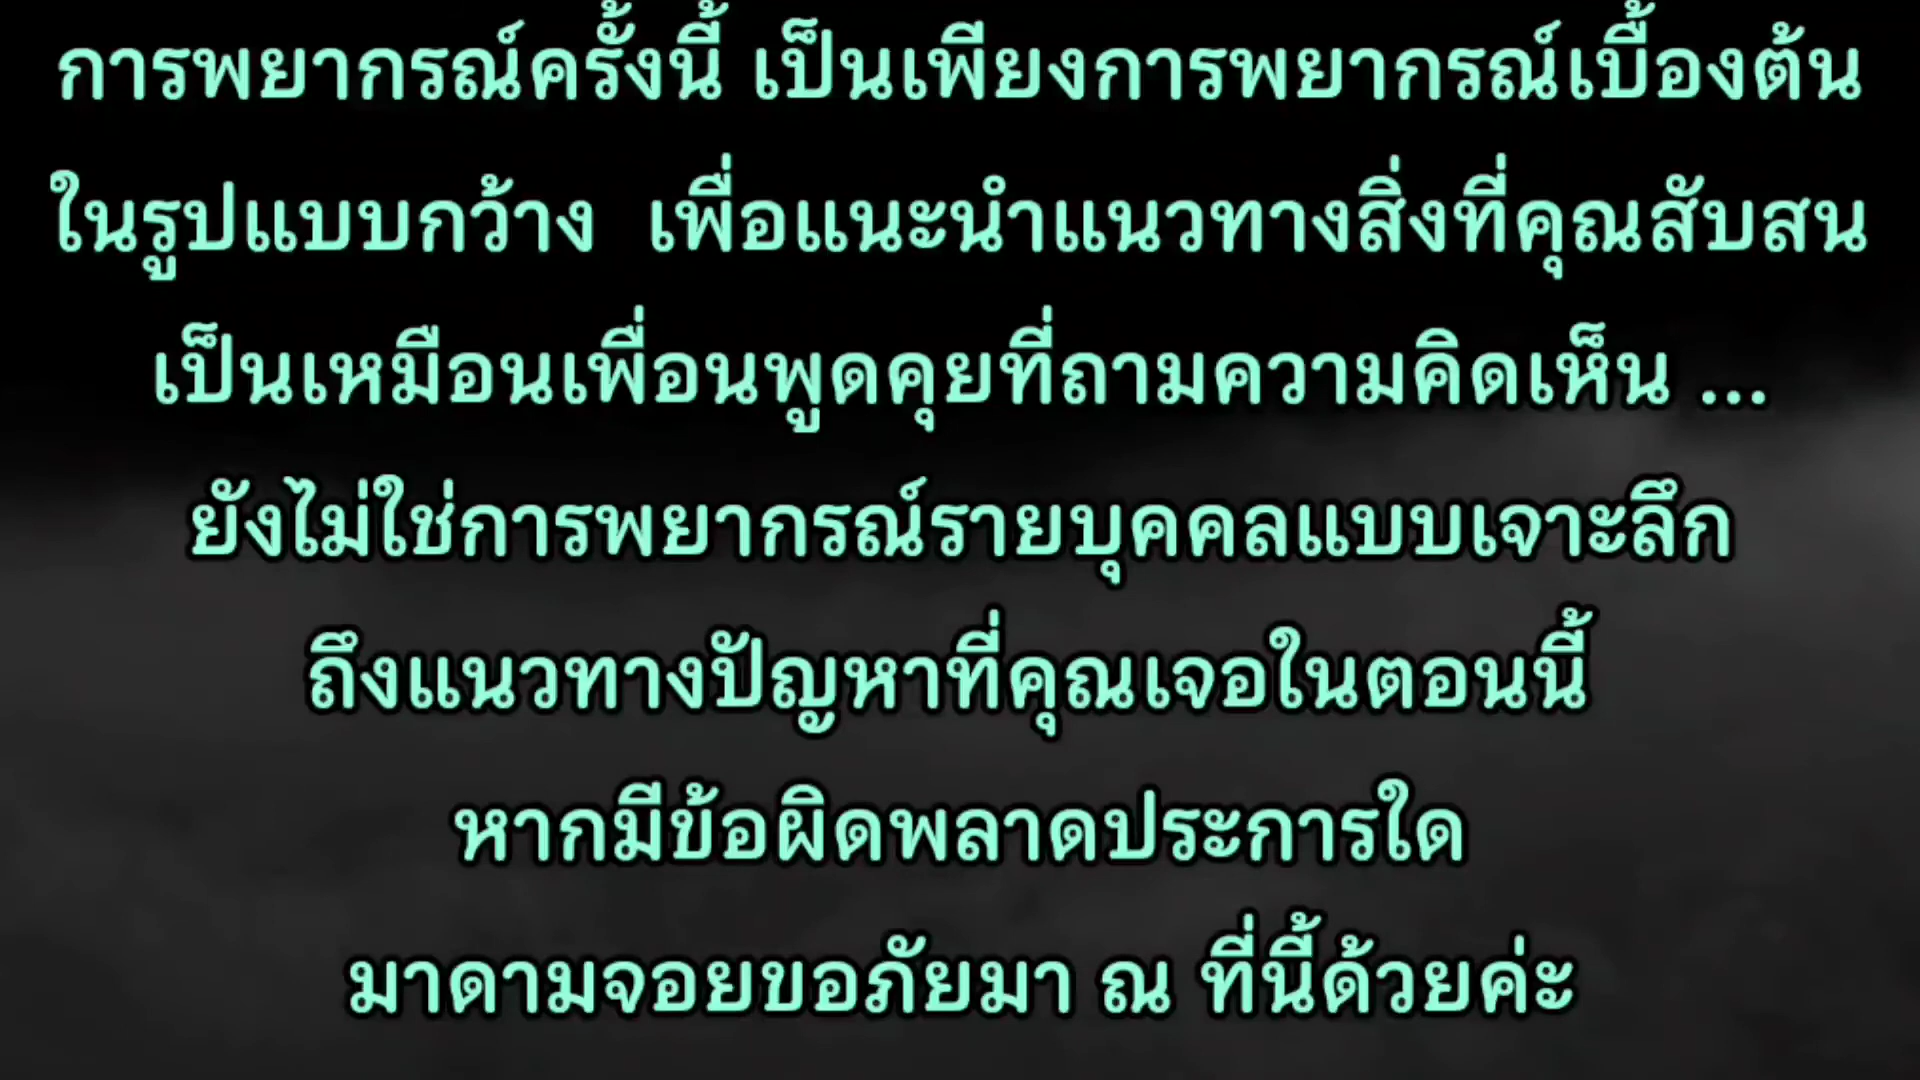 การพยากรณ์ครั้งนี้ เป็นเพียงการพยากรณ์เบื้องต้น
ในรูปแบบกว้าง  เพื่อแนะนำแนวทางสิ่งที่คุณสับสน
เป็นเหมือนเพื่อนพูดคุยที่ถามความคิดเห็น ...
ยังไม่ใช่การพยากรณ์รายบุคคลแบบเจาะลึก
ถึงแนวทางปัญหาที่คุณเจอในตอนนี้
หากมีข้อผิดพลาดประการใด
มาดามจอยขอภัยมา ณ ที่นี้ด้วยค่ะ